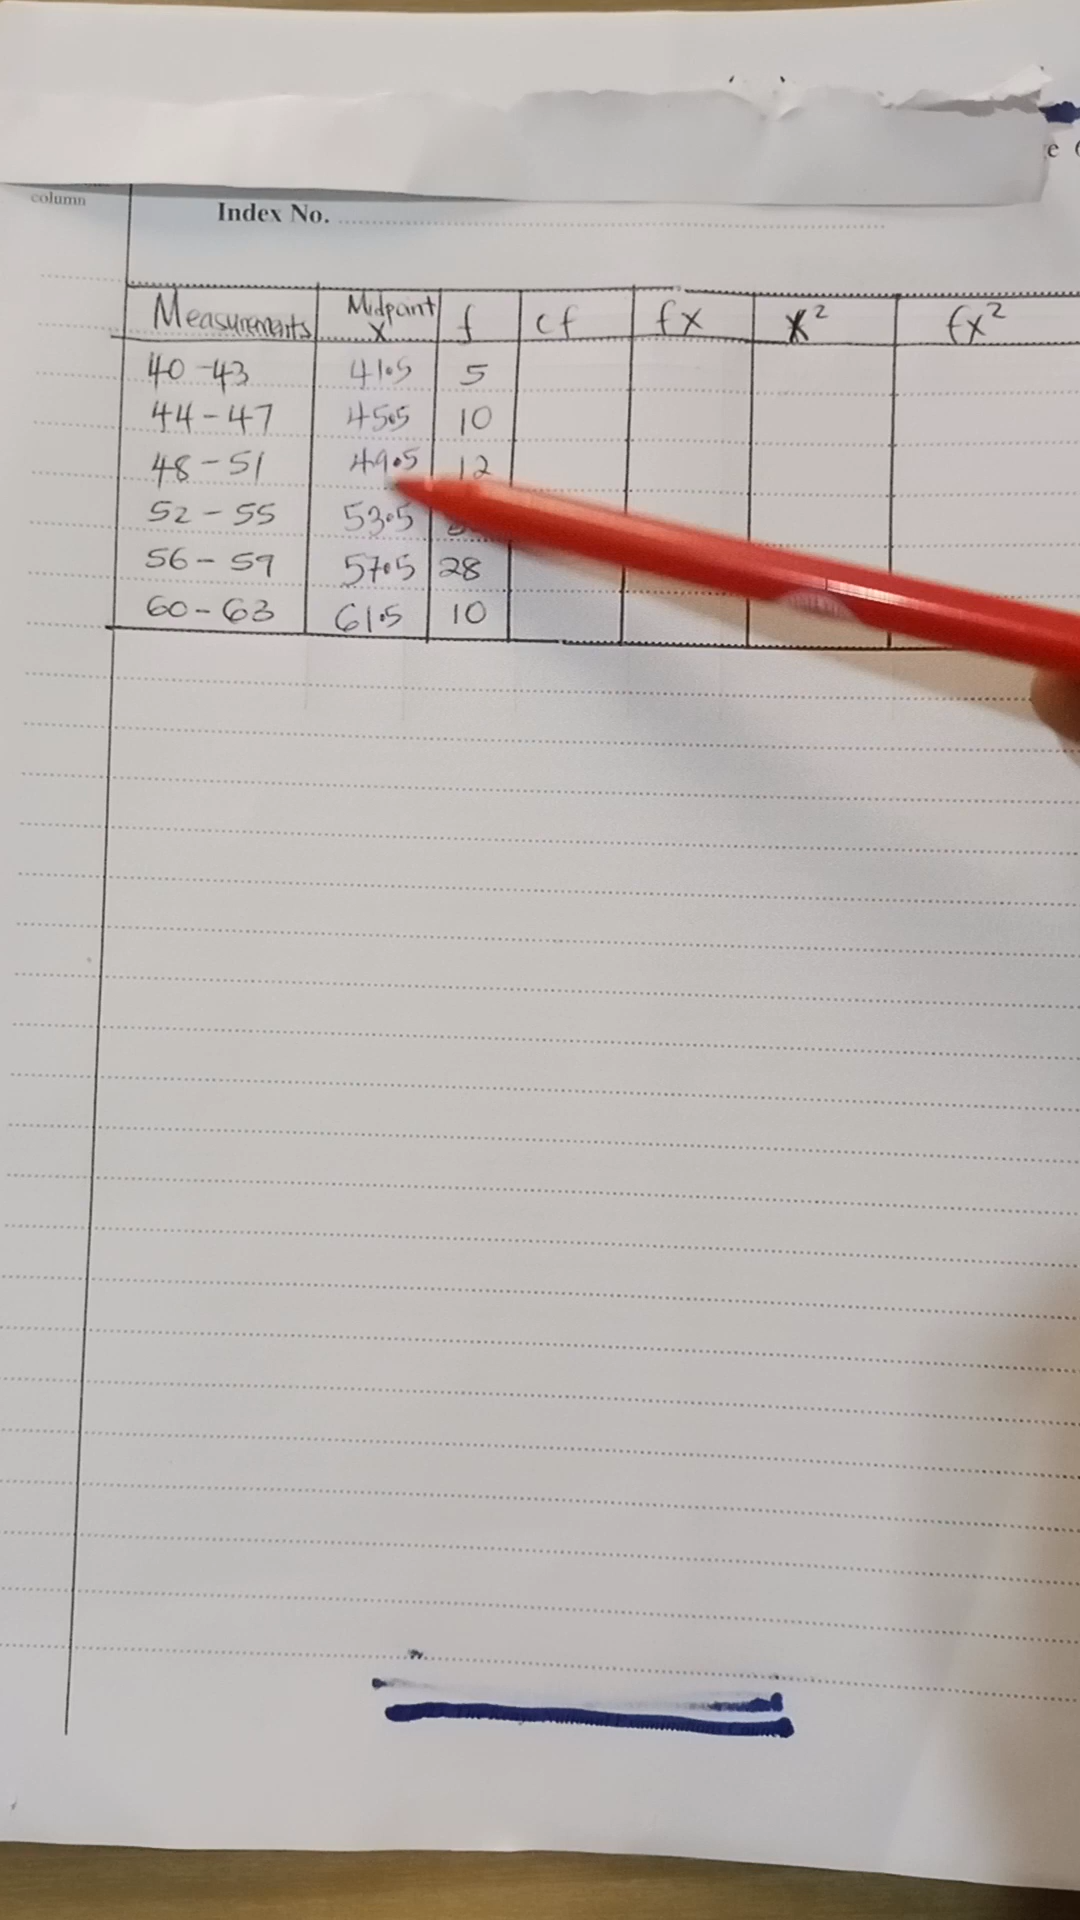 column
Index No.
Measurements Midpoint x f cf fx x² fx²
40-43 41.5 5
44-47 45.5 10
48-51 49.5 12
52-55 53.5
56-59 57.5 28
60-63 61.5 10